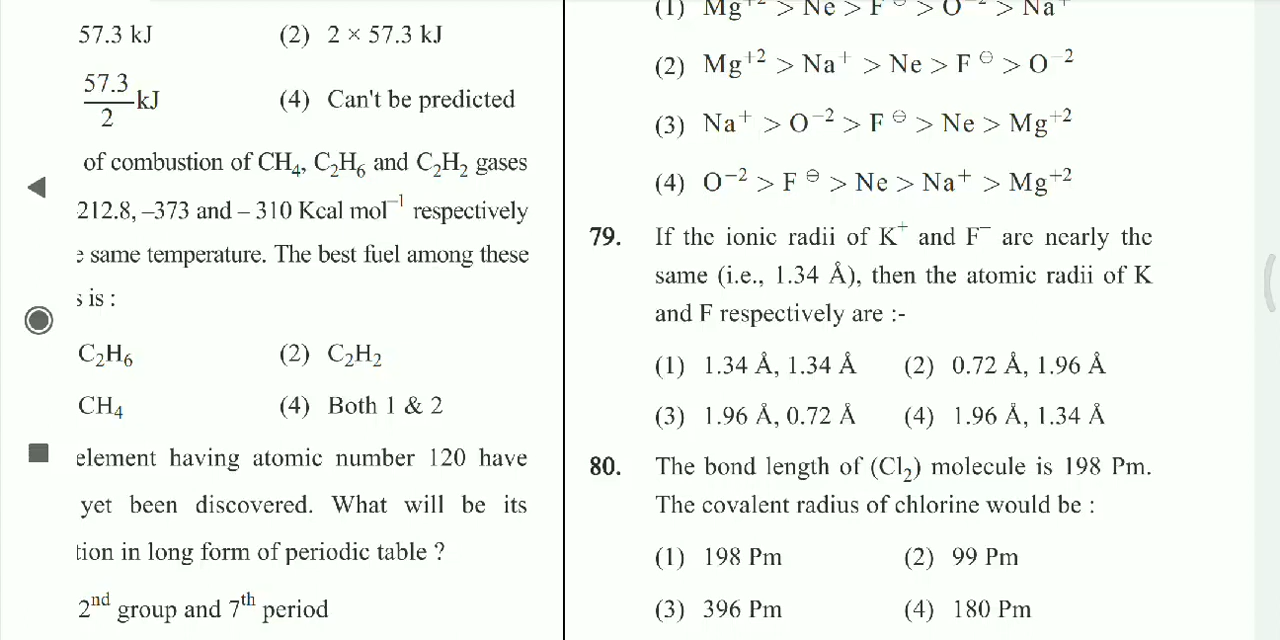 57.3 kJ (2) 2 × 57.3 kJ
57.3/2 kJ (4) Can't be predicted
of combustion of CH₄, C₂H₆ and C₂H₂ gases
212.8, –373 and – 310 Kcal mol⁻¹ respectively
same temperature. The best fuel among these
is :
C₂H₆ (2) C₂H₂
CH₄ (4) Both 1 & 2
element having atomic number 120 have
yet been discovered. What will be its
tion in long form of periodic table ?
2ⁿᵈ group and 7ᵗʰ period
(1) Mg⁺² > Ne > F⊖ > O⁻² > Na⁺
(2) Mg⁺² > Na⁺ > Ne > F⊖ > O⁻²
(3) Na⁺ > O⁻² > F⊖ > Ne > Mg⁺²
(4) O⁻² > F⊖ > Ne > Na⁺ > Mg⁺²
79. If the ionic radii of K⁺ and F⁻ are nearly the
same (i.e., 1.34 Å), then the atomic radii of K
and F respectively are :-
(1) 1.34 Å, 1.34 Å (2) 0.72 Å, 1.96 Å
(3) 1.96 Å, 0.72 Å (4) 1.96 Å, 1.34 Å
80. The bond length of (Cl₂) molecule is 198 Pm.
The covalent radius of chlorine would be :
(1) 198 Pm (2) 99 Pm
(3) 396 Pm (4) 180 Pm